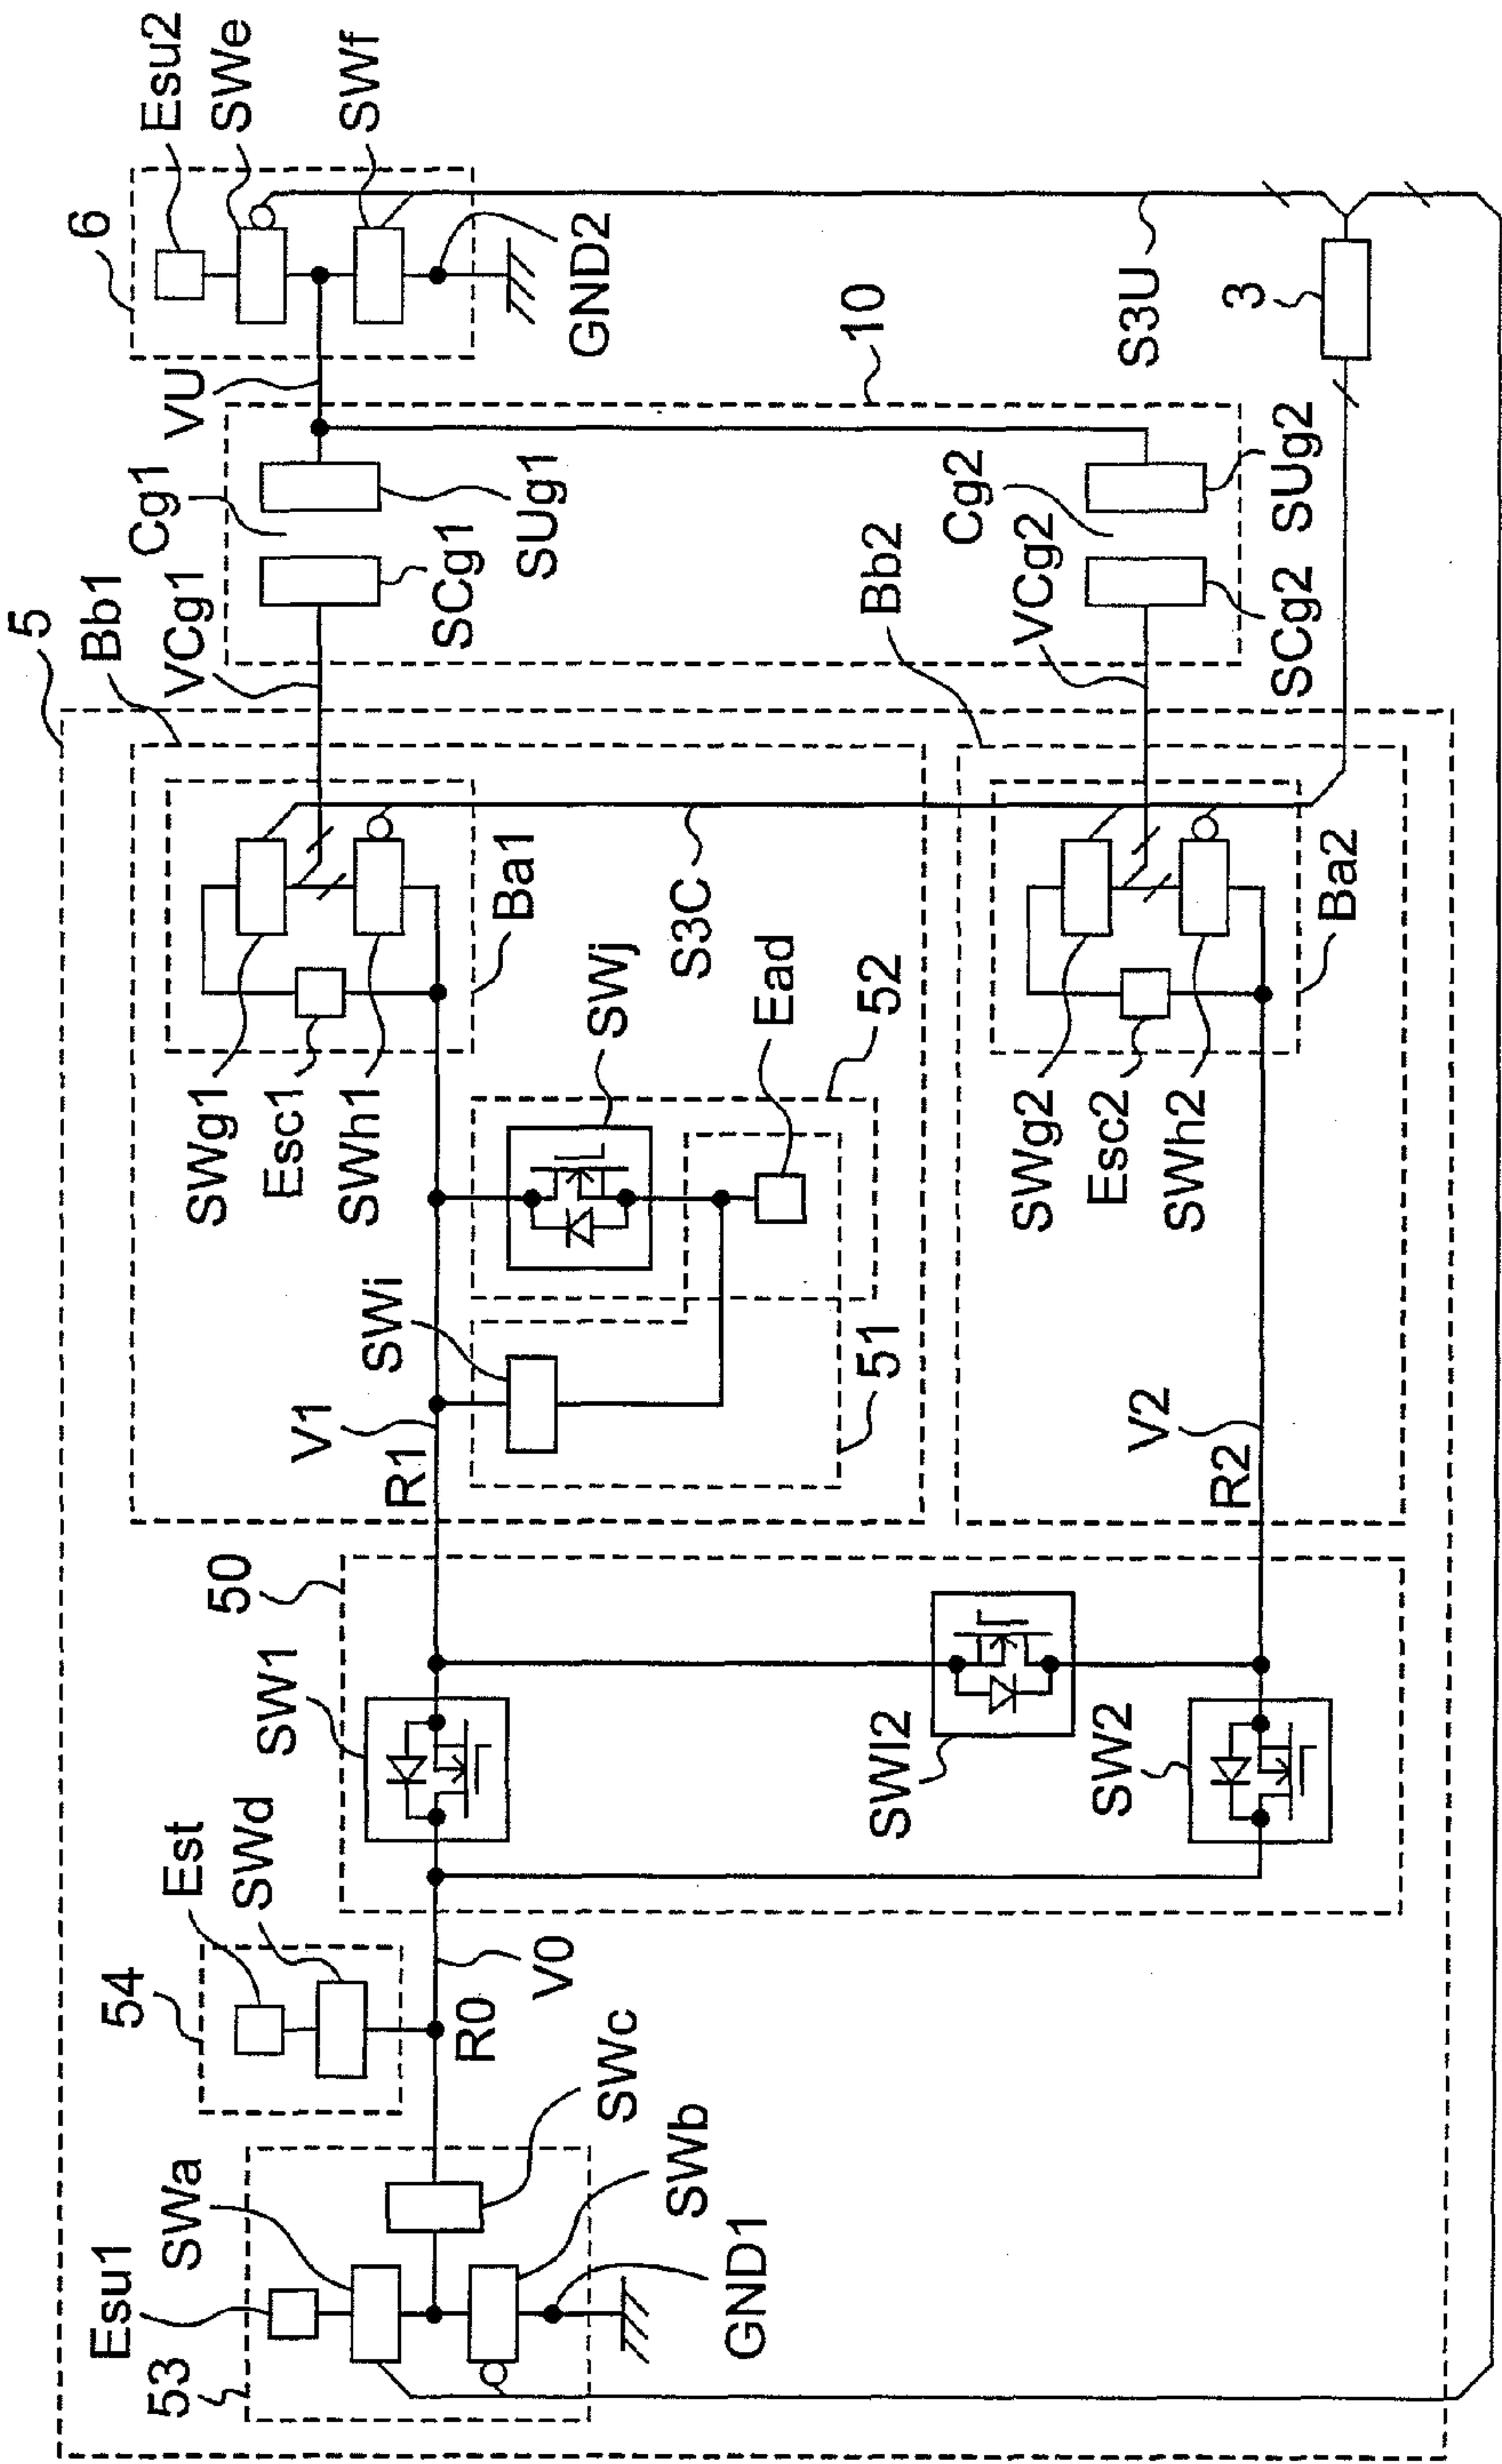 Esu2
SWe
SWf
6
GND2
VU
10
S3U
3
Cg1
SUg1
SCg1
VCg1
Cg2
VCg2
SUg2
SCg2
5
Bb1
Bb2
Ba1
S3C
Ba2
SWg1
Esc1
SWh1
SWj
Ead
52
SWg2
Esc2
SWh2
SWi
51
V1
R1
V2
R2
50
SW1
SWI2
SW2
Est
SWd
54
V0
R0
SWc
SWb
SWa
Esu1
53
GND1